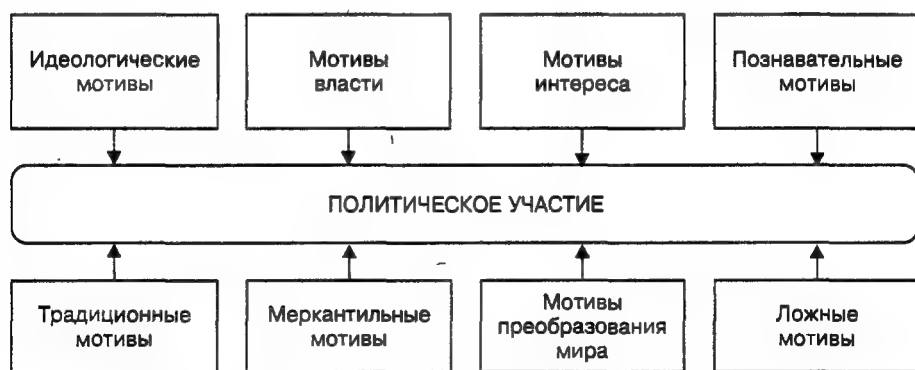 Идеологические
мотивы
Мотивы
власти
Мотивы
интереса
Познавательные
мотивы
ПОЛИТИЧЕСКОЕ УЧАСТИЕ
Традиционные
мотивы
Меркантильные
мотивы
Мотивы
преобразования
мира
Ложные
мотивы